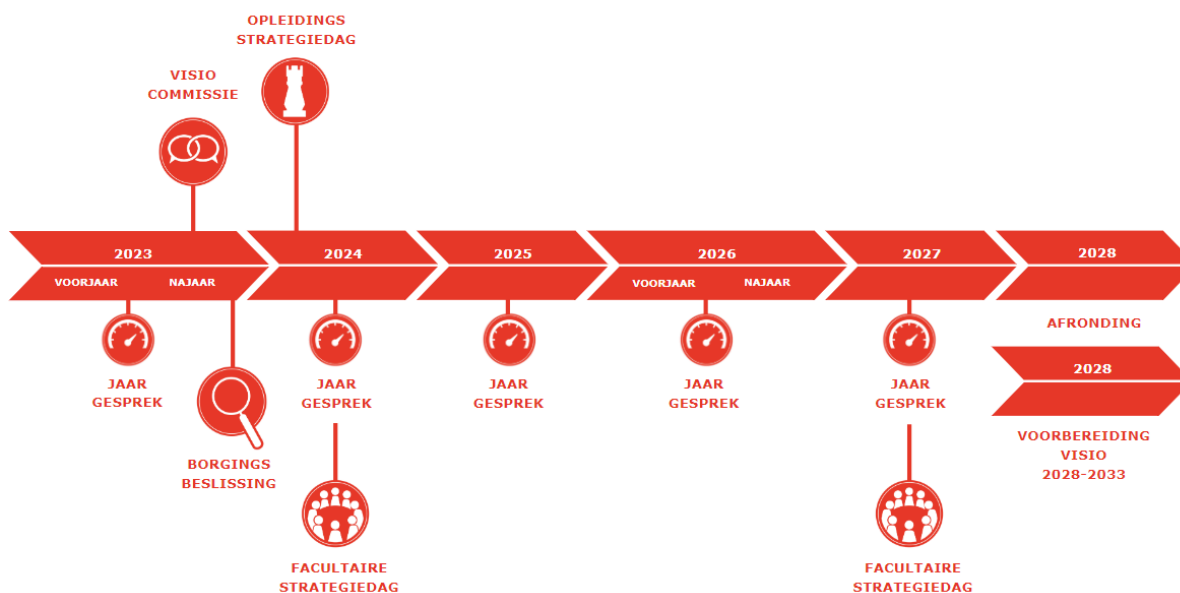 OPLEIDINGS
STRATEGIEDAG
VISIO
COMMISSIE
2023
2024
2025
2026
2027
2028
VOORJAAR
NAJAAR
VOORJAAR
NAJAAR
AFRONDING
JAAR
GESPREK
JAAR
GESPREK
JAAR
GESPREK
JAAR
GESPREK
JAAR
GESPREK
2028
VOORBEREIDING
VISIO
2028-2033
BORGINGS
BESLISSING
FACULTAIRE
STRATEGIEDAG
FACULTAIRE
STRATEGIEDAG